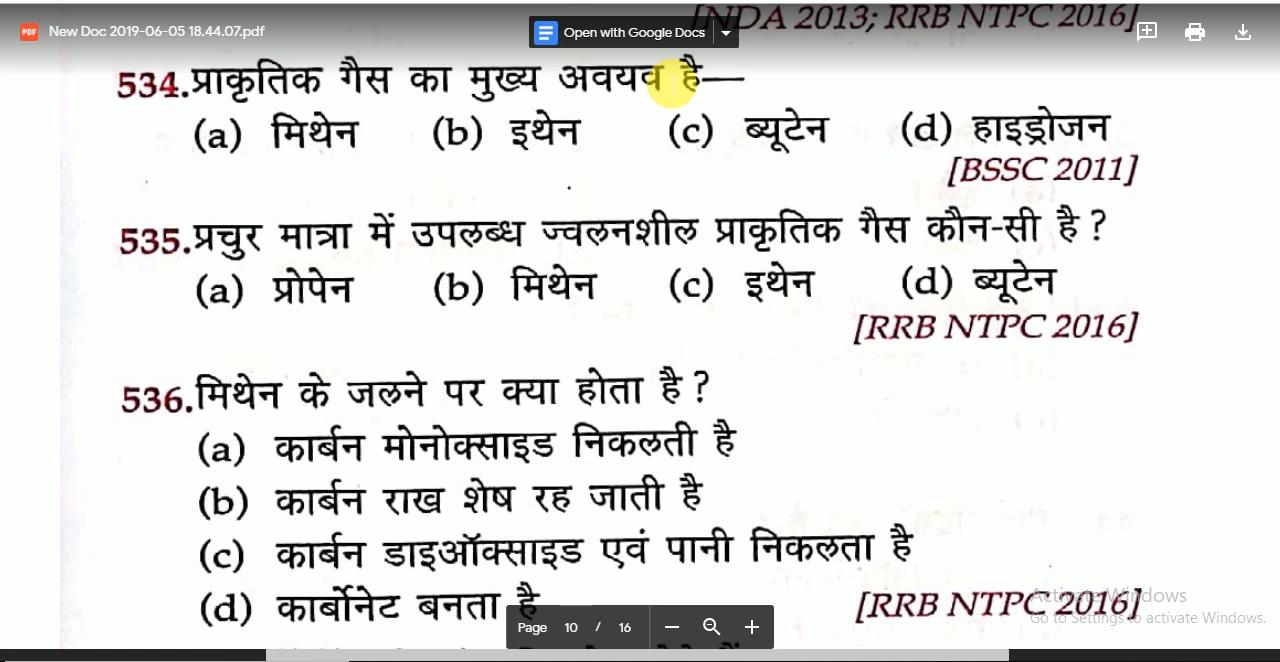 [NDA 2013; RRB NTPC 2016]
PDF New Doc 2019-06-05 18.44.07.pdf Open with Google Docs
534.प्राकृतिक गैस का मुख्य अवयव है—
(a) मिथेन (b) इथेन (c) ब्यूटेन (d) हाइड्रोजन
[BSSC 2011]
535.प्रचुर मात्रा में उपलब्ध ज्वलनशील प्राकृतिक गैस कौन-सी है ?
(a) प्रोपेन (b) मिथेन (c) इथेन (d) ब्यूटेन
[RRB NTPC 2016]
536.मिथेन के जलने पर क्या होता है ?
(a) कार्बन मोनोक्साइड निकलती है
(b) कार्बन राख शेष रह जाती है
(c) कार्बन डाइऑक्साइड एवं पानी निकलता है
(d) कार्बोनेट बनता है [RRB NTPC 2016]
Activate Windows
Go to Settings to activate Windows.
Page 10 / 16